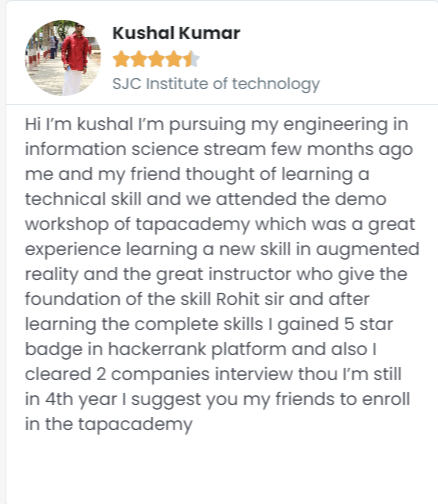 Kushal Kumar
SJC Institute of technology
Hi I'm kushal I'm pursuing my engineering in
information science stream few months ago
me and my friend thought of learning a
technical skill and we attended the demo
workshop of tapacademy which was a great
experience learning a new skill in augmented
reality and the great instructor who give the
foundation of the skill Rohit sir and after
learning the complete skills I gained 5 star
badge in hackerrank platform and also I
cleared 2 companies interview thou I'm still
in 4th year I suggest you my friends to enroll
in the tapacademy